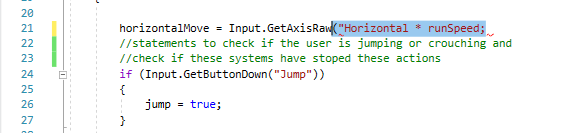 20
21 horizontalMove = Input.GetAxisRaw("Horizontal * runSpeed;
22 //statements to check if the user is jumping or crouching and
23 //check if these systems have stoped these actions
24 if (Input.GetButtonDown("Jump"))
25 {
26 jump = true;
27 }